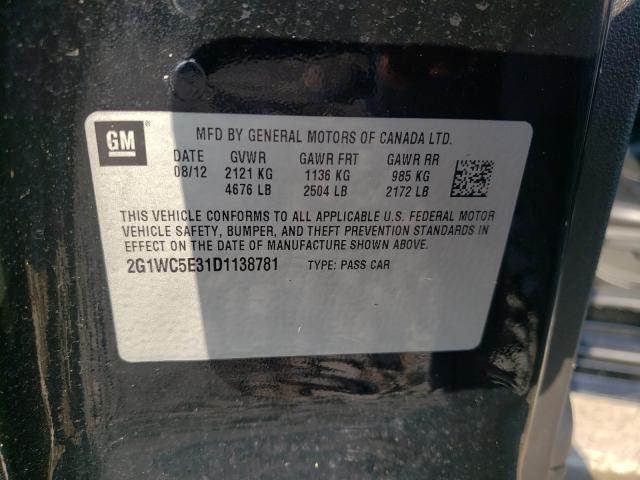 GM ® MFD BY GENERAL MOTORS OF CANADA LTD.
DATE GVWR GAWR FRT GAWR RR
08/12 2121 KG 1136 KG 985 KG
4676 LB 2504 LB 2172 LB
THIS VEHICLE CONFORMS TO ALL APPLICABLE U.S. FEDERAL MOTOR
VEHICLE SAFETY, BUMPER, AND THEFT PREVENTION STANDARDS IN
EFFECT ON THE DATE OF MANUFACTURE SHOWN ABOVE.
2G1WC5E31D1138781 TYPE: PASS CAR